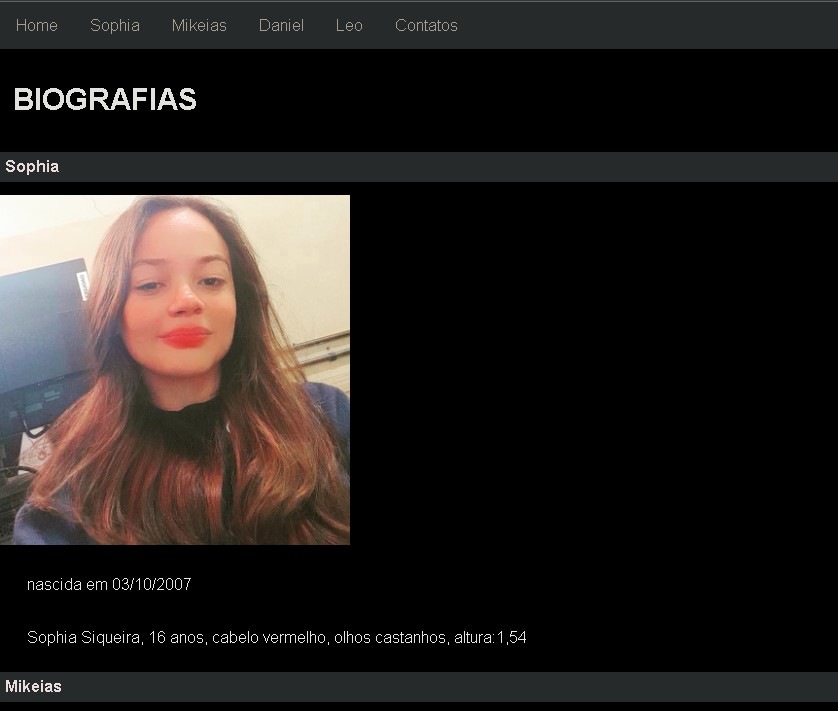 Home Sophia Mikeias Daniel Leo Contatos
BIOGRAFIAS
Sophia
nascida em 03/10/2007
Sophia Siqueira, 16 anos, cabelo vermelho, olhos castanhos, altura:1,54
Mikeias